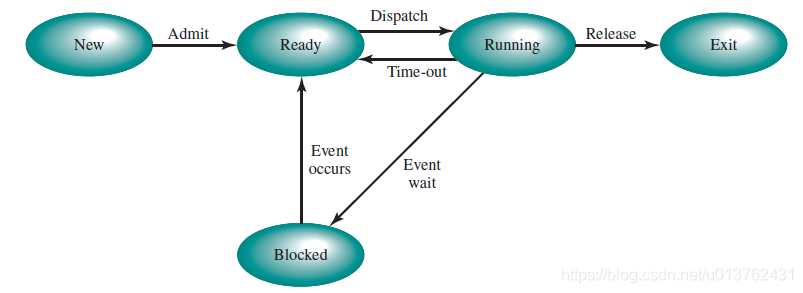 Dispatch
New
Admit
Ready
Running
Release
Exit
Time-out
Event
occurs
Event
wait
Blocked
https://blog.csdn.net/u013762431